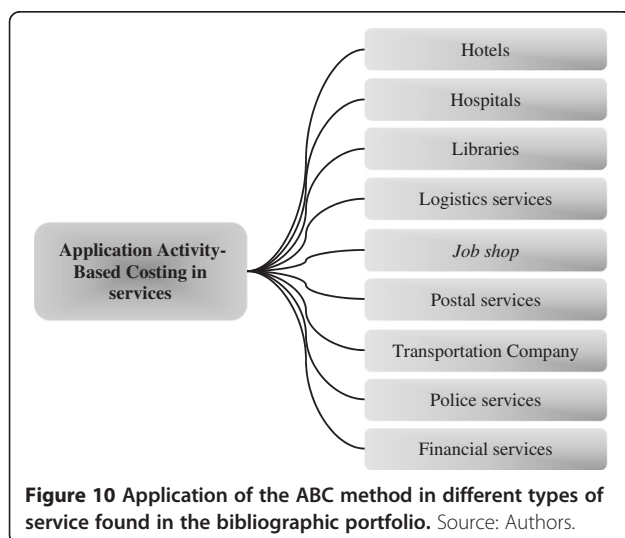 Hotels
Hospitals
Libraries
Logistics services
Application Activity-
Based Costing in
services
Job shop
Postal services
Transportation Company
Police services
Financial services
Figure 10 Application of the ABC method in different types of
service found in the bibliographic portfolio. Source: Authors.